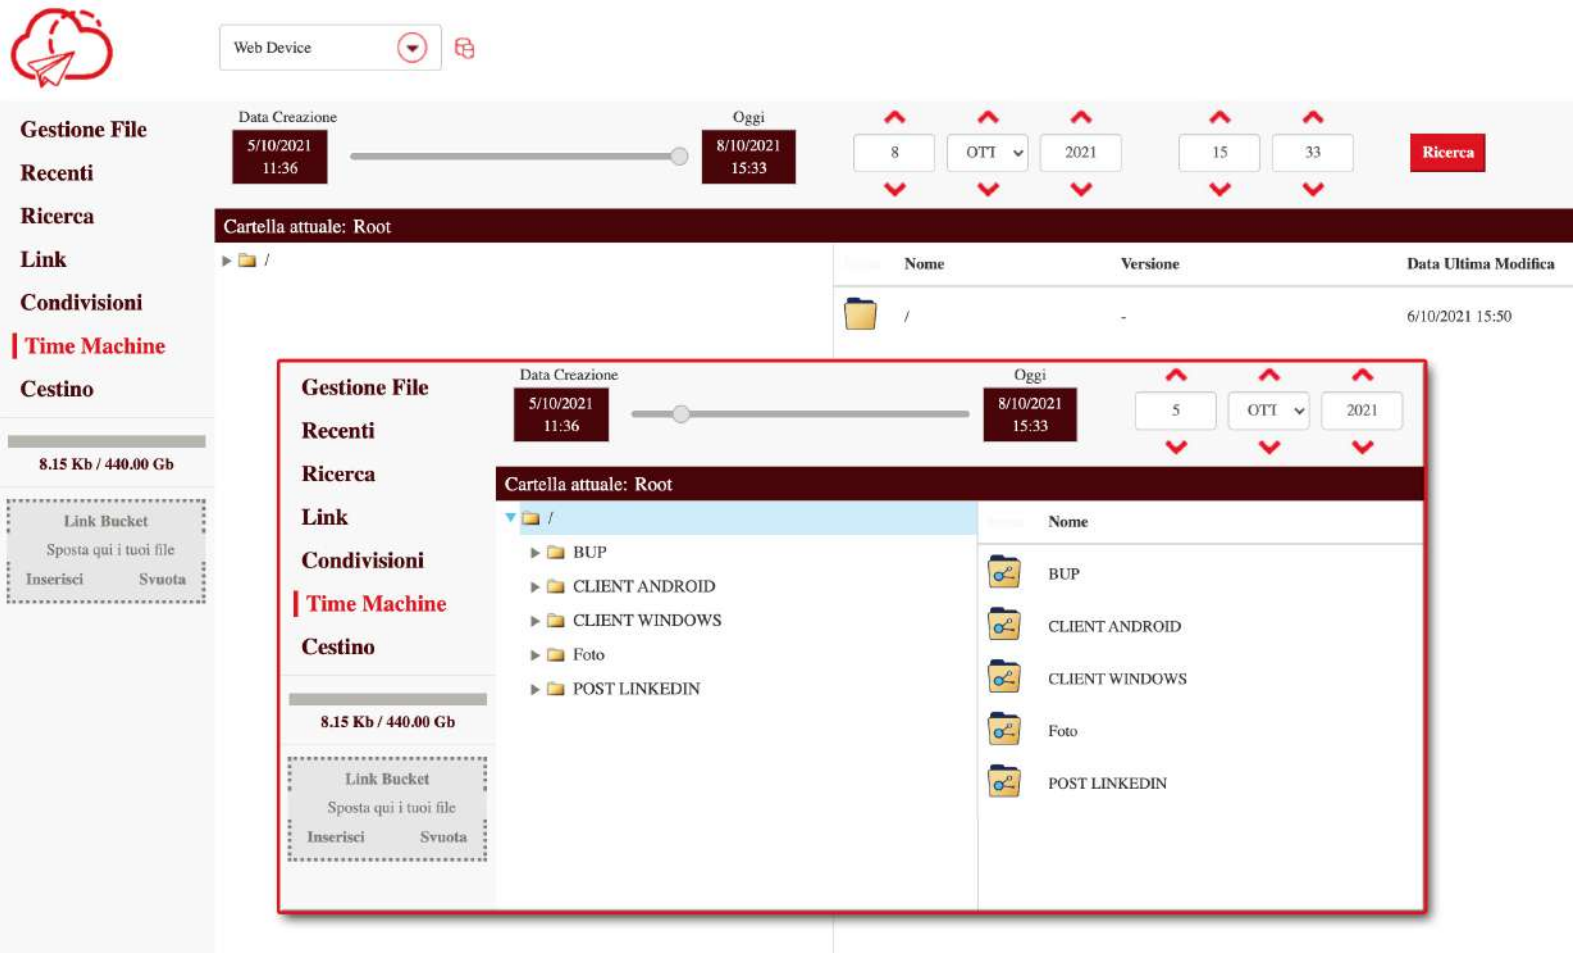 Web Device
Gestione File
Recenti
Ricerca
Link
Condivisioni
Time Machine
Cestino
8.15 Kb / 440.00 Gb
Link Bucket
Sposta qui i tuoi file
Inserisci Svuota
Data Creazione
5/10/2021
11:36
Oggi
8/10/2021
15:33
8 OTT 2021 15 33
Ricerca
Cartella attuale: Root
/
Nome Versione Data Ultima Modifica
/ - 6/10/2021 15:50
Gestione File
Recenti
Ricerca
Link
Condivisioni
Time Machine
Cestino
8.15 Kb / 440.00 Gb
Link Bucket
Sposta qui i tuoi file
Inserisci Svuota
Data Creazione
5/10/2021
11:36
Oggi
8/10/2021
15:33
5 OTT 2021
Cartella attuale: Root
/
BUP
CLIENT ANDROID
CLIENT WINDOWS
Foto
POST LINKEDIN
Nome
BUP
CLIENT ANDROID
CLIENT WINDOWS
Foto
POST LINKEDIN